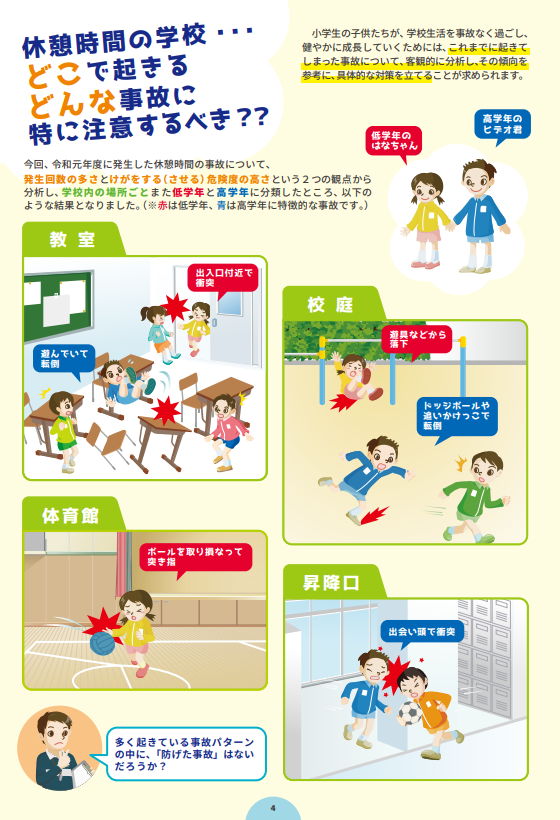 休憩時間の学校・・・
どこで起きる
どんな事故に
特に注意するべき??
小学生の子供たちが、学校生活を事故なく過ごし、
健やかに成長していくためには、これまでに起きて
しまった事故について、客観的に分析し、その傾向を
参考に、具体的な対策を立てることが求められます。
低学年の
はなちゃん
高学年の
ヒデオ君
今回、令和元年度に発生した休憩時間の事故について、
発生回数の多さとけがをする（させる）危険度の高さという２つの観点から
分析し、学校内の場所ごとまた低学年と高学年に分類したところ、以下の
ような結果となりました。（※赤は低学年、青は高学年に特徴的な事故です。）
教室
出入口付近で
衝突
遊んでいて
転倒
校庭
遊具などから
落下
ドッジボールや
追いかけっこで
転倒
体育館
ボールを取り損なって
突き指
昇降口
出会い頭で衝突
多く起きている事故パターン
の中に、「防げた事故」はない
だろうか？
4